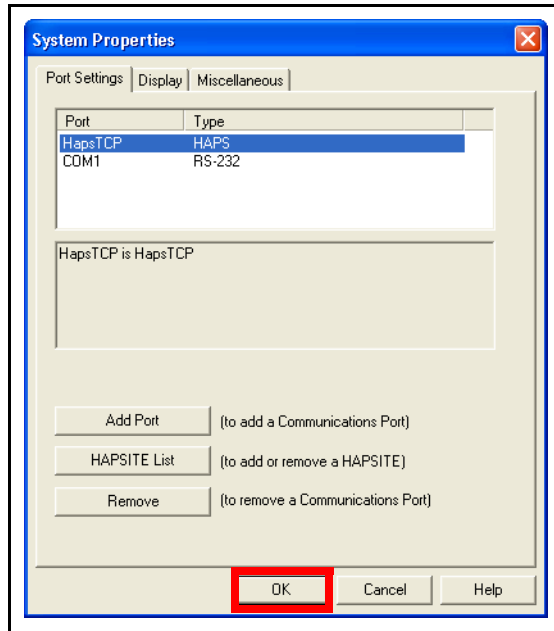 System Properties
Port Settings Display Miscellaneous
Port Type
HapsTCP HAPS
COM1 RS-232
HapsTCP is HapsTCP
Add Port (to add a Communications Port)
HAPSITE List (to add or remove a HAPSITE)
Remove (to remove a Communications Port)
OK Cancel Help